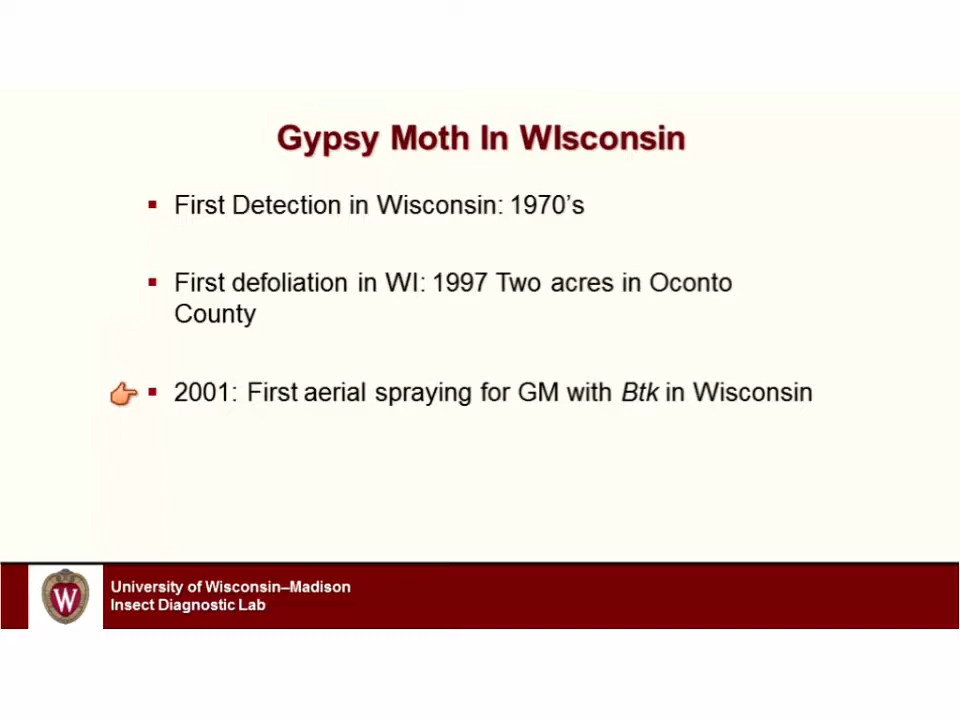 Gypsy Moth In WIsconsin
▪ First Detection in Wisconsin: 1970’s
▪ First defoliation in WI: 1997 Two acres in Oconto
County
▪ 2001: First aerial spraying for GM with Btk in Wisconsin
W
University of Wisconsin–Madison
Insect Diagnostic Lab